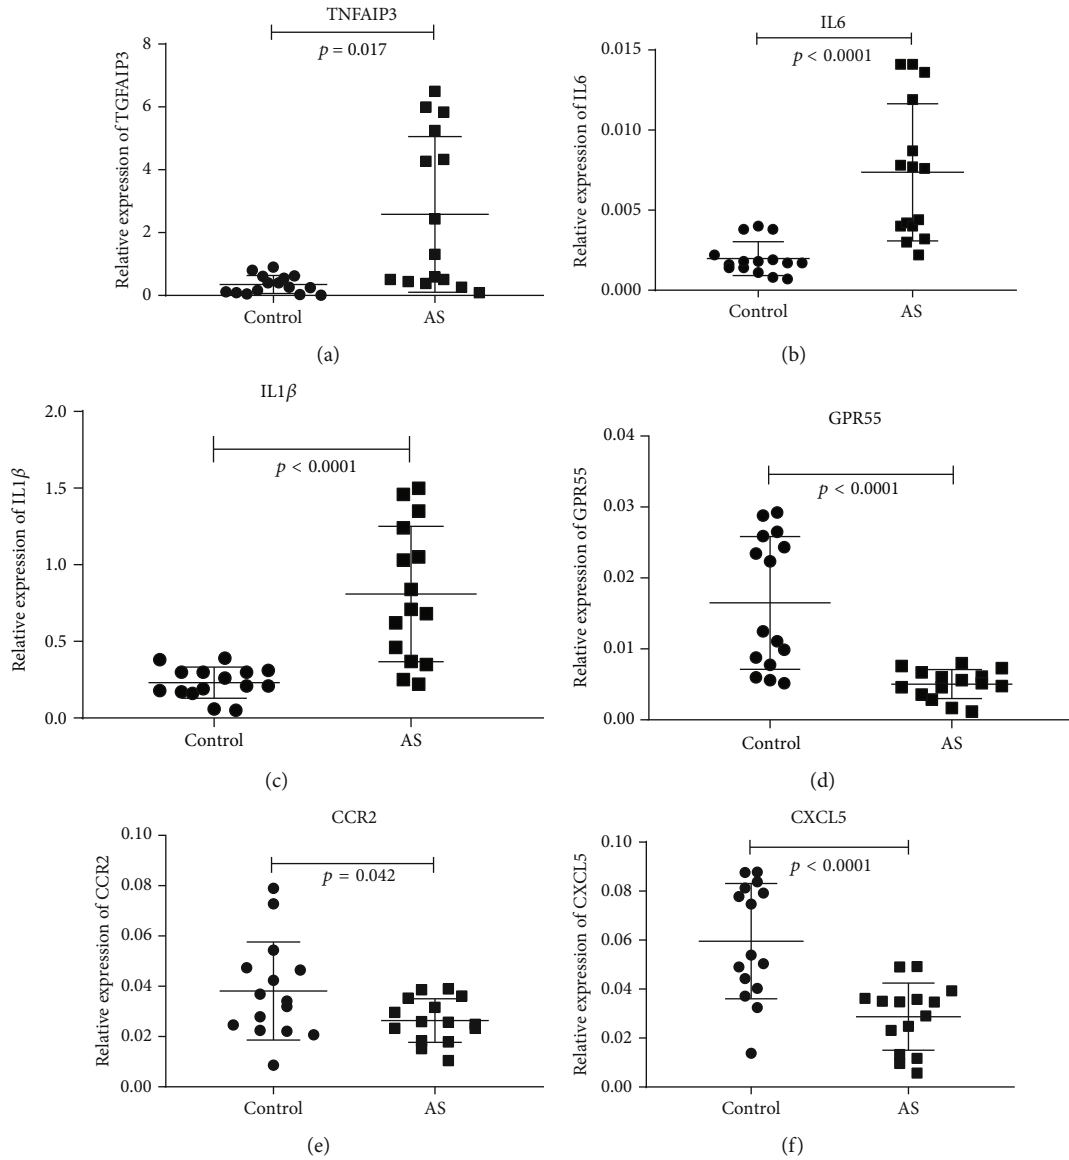 TNFAIP3
p = 0.017
Relative expression of TGFAIP3
8
6
4
2
0
Control
AS
(a)
IL6
p < 0.0001
Relative expression of IL6
0.015
0.010
0.005
0.000
Control
AS
(b)
IL1β
p < 0.0001
Relative expression of IL1β
2.0
1.5
1.0
0.5
0.0
Control
AS
(c)
GPR55
p < 0.0001
Relative expression of GPR55
0.04
0.03
0.02
0.01
0.00
Control
AS
(d)
CCR2
p = 0.042
Relative expression of CCR2
0.10
0.08
0.06
0.04
0.02
0.00
Control
AS
(e)
CXCL5
p < 0.0001
Relative expression of CXCL5
0.10
0.08
0.06
0.04
0.02
0.00
Control
AS
(f)